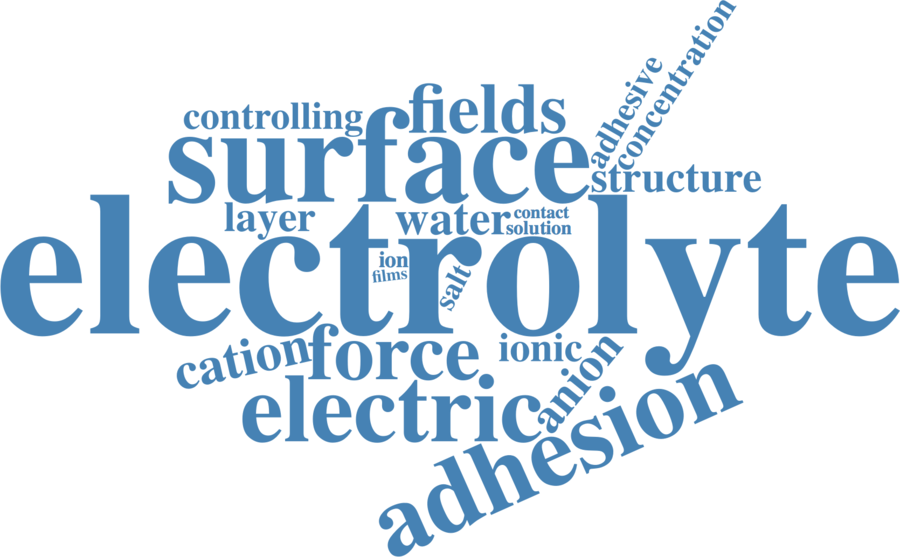 concentration
adhesive
fields
controlling
surface
structure
layer
water
contact
solution
electrolyte
ion
films
salt
cation
force
ionic
anion
electric
adhesion